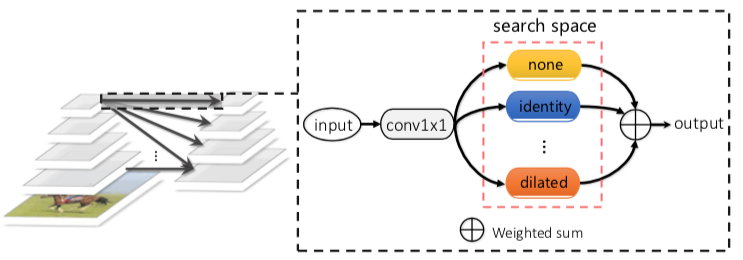 search space
none
input
conv1x1
identity
output
dilated
Weighted sum